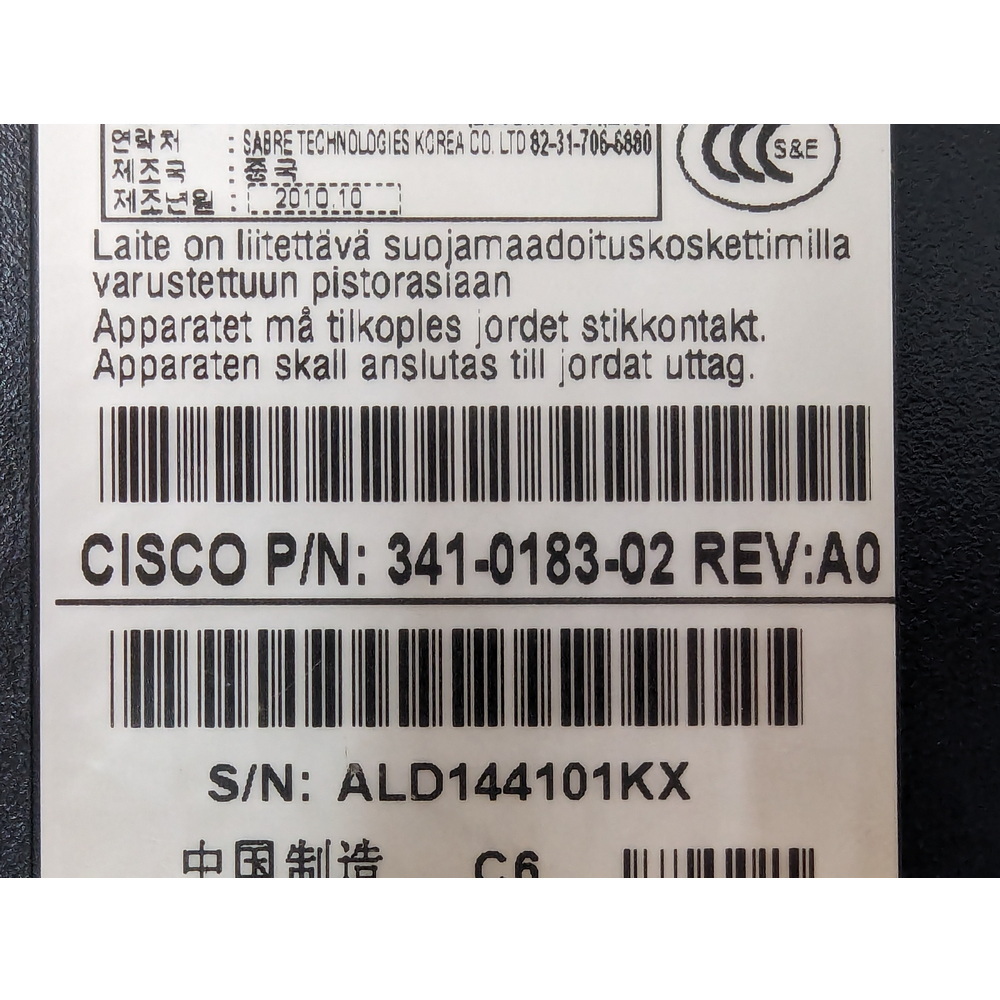 연락처 : SABRE TECHNOLOGIES KOREA CO. LTD 82-31-706-6880
제조국 : 중국
제조년월 : 2010.10
S&E
Laite on liitettävä suojamaadoituskoskettimilla
varustettuun pistorasiaan
Apparatet må tilkoples jordet stikkontakt.
Apparaten skall anslutas till jordat uttag.
CISCO P/N: 341-0183-02 REV:A0
S/N: ALD144101KX
中国制造 C6